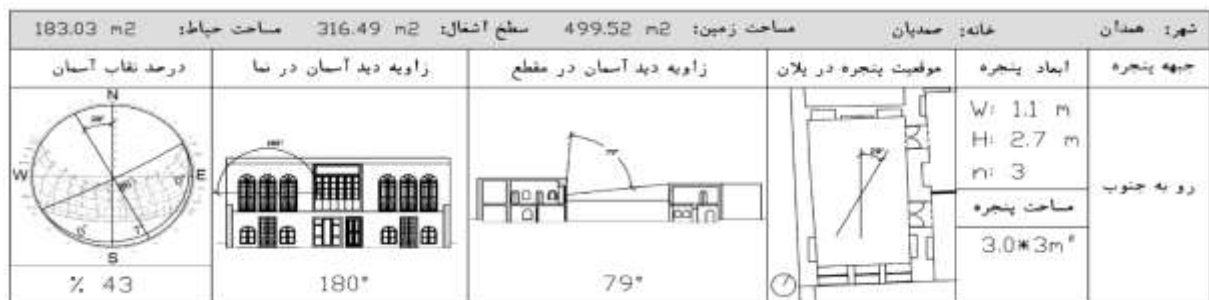 شهر: همدان خانه: صمدیان مساحت زمین: 499.52 m2 سطح اشغال: 316.49 m2 مساحت حیاط: 183.03 m2
جبهه پنجره ابعاد پنجره موقعیت پنجره در پلان زاویه دید آسمان در مقطع زاویه دید آسمان در نما درصد نقاب آسمان
رو به جنوب
W: 1.1 m
H: 2.7 m
n: 3
مساحت پنجره
3.0*3m²
79°
180°
180°
N
W E
S
% 43